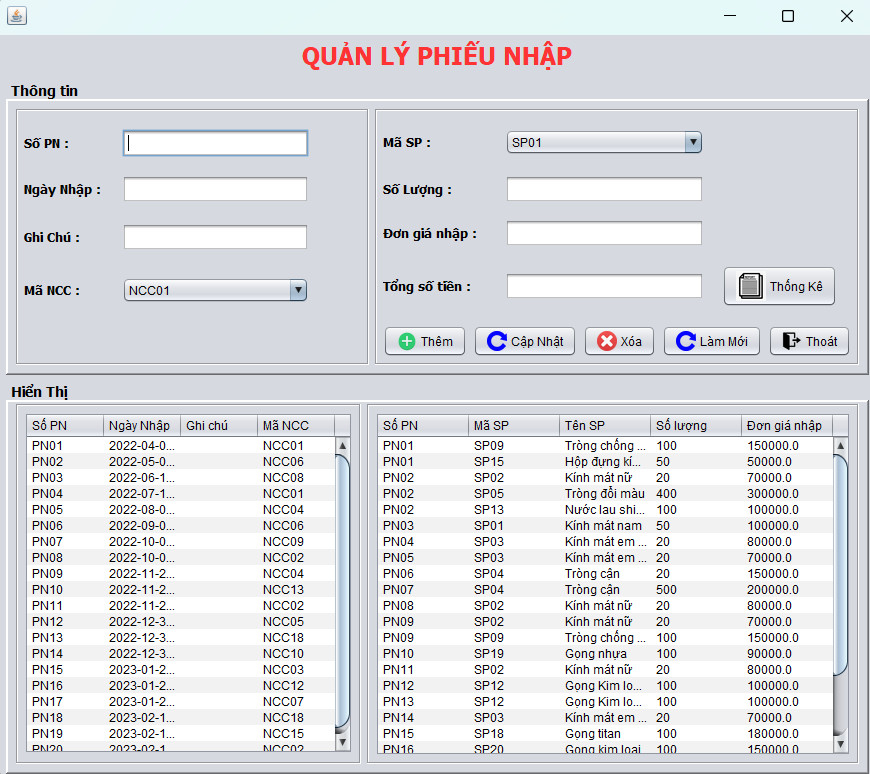 QUẢN LÝ PHIẾU NHẬP
Thông tin
Số PN :
Ngày Nhập :
Ghi Chú :
Mã NCC : NCC01
Mã SP : SP01
Số Lượng :
Đơn giá nhập :
Tổng số tiền : Thống Kê
Thêm Cập Nhật Xóa Làm Mới Thoát
Hiển Thị
Số PN Ngày Nhập Ghi chú Mã NCC
PN01 2022-04-0... NCC01
PN02 2022-05-0... NCC06
PN03 2022-06-1... NCC08
PN04 2022-07-1... NCC01
PN05 2022-08-0... NCC04
PN06 2022-09-0... NCC06
PN07 2022-10-0... NCC09
PN08 2022-10-0... NCC02
PN09 2022-11-2... NCC04
PN10 2022-11-2... NCC13
PN11 2022-11-2... NCC02
PN12 2022-12-3... NCC05
PN13 2022-12-3... NCC18
PN14 2022-12-3... NCC10
PN15 2023-01-2... NCC03
PN16 2023-01-2... NCC12
PN17 2023-01-2... NCC07
PN18 2023-02-1... NCC18
PN19 2023-02-1... NCC15
PN20 2023-02-1... NCC02
Số PN Mã SP Tên SP Số lượng Đơn giá nhập
PN01 SP09 Tròng chống ... 100 150000.0
PN01 SP15 Hộp đựng kí... 50 50000.0
PN02 SP02 Kính mát nữ 20 70000.0
PN02 SP05 Tròng đổi màu 400 300000.0
PN02 SP13 Nước lau shi... 100 100000.0
PN03 SP01 Kính mát nam 50 100000.0
PN04 SP03 Kính mát em ... 20 80000.0
PN05 SP03 Kính mát em ... 20 70000.0
PN06 SP04 Tròng cận 20 150000.0
PN07 SP04 Tròng cận 500 200000.0
PN08 SP02 Kính mát nữ 20 80000.0
PN09 SP02 Kính mát nữ 20 70000.0
PN09 SP09 Tròng chống ... 100 150000.0
PN10 SP19 Gọng nhựa 100 90000.0
PN11 SP02 Kính mát nữ 20 80000.0
PN12 SP12 Gọng Kim lo... 100 100000.0
PN13 SP12 Gọng Kim lo... 100 100000.0
PN14 SP03 Kính mát em ... 20 70000.0
PN15 SP18 Gọng titan 100 180000.0
PN16 SP20 Gọng kim loại 100 150000.0